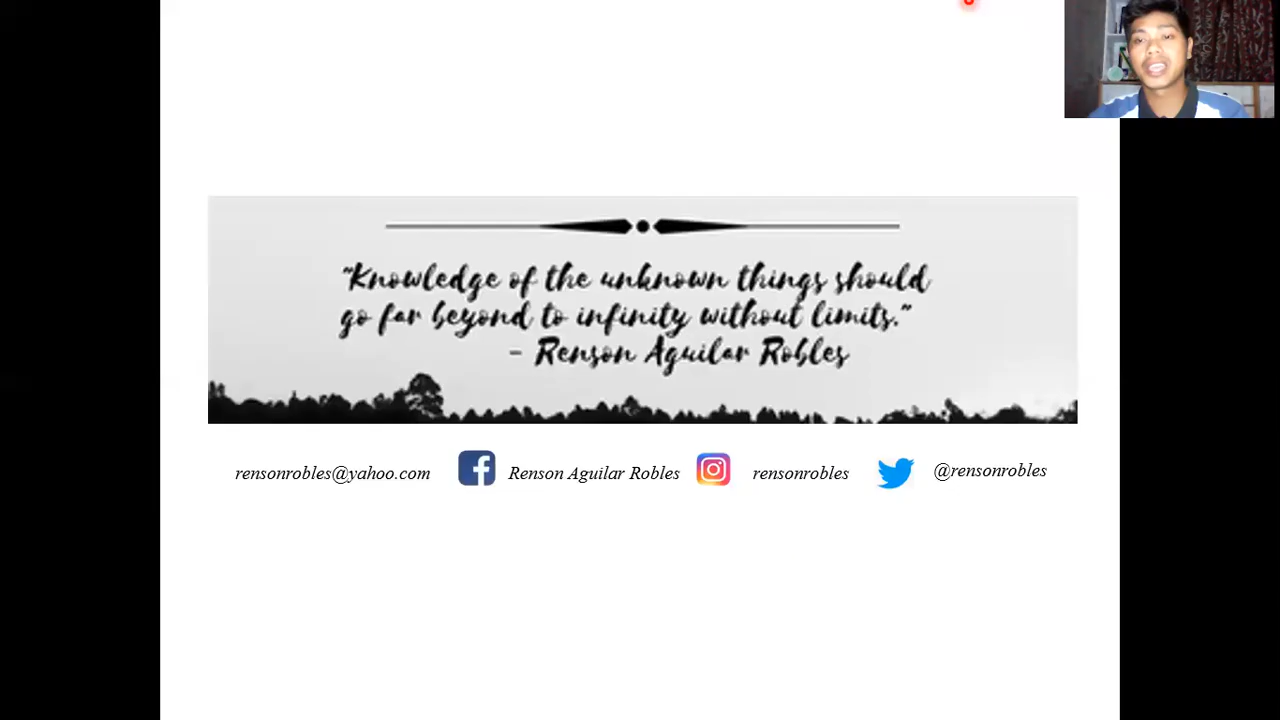 "Knowledge of the unknown things should
go far beyond to infinity without limits."
- Renson Aguilar Robles
rensonrobles@yahoo.com Renson Aguilar Robles rensonrobles @rensonrobles